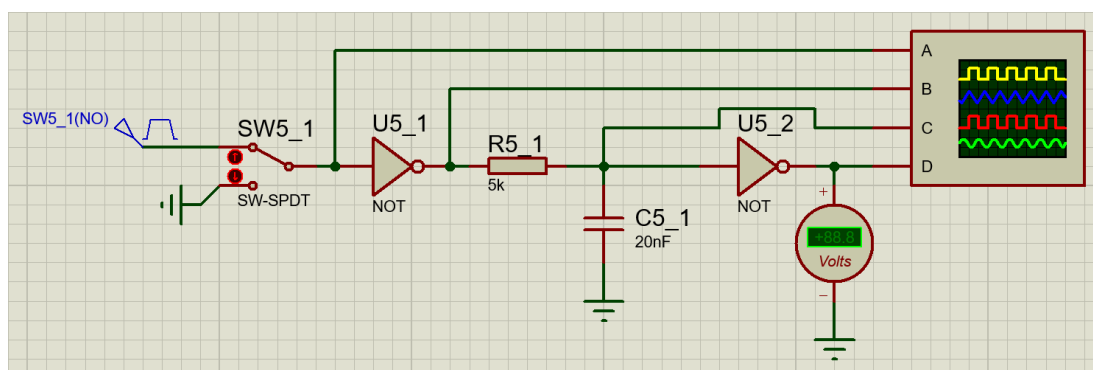 SW5_1(NO)
SW5_1
SW-SPDT
U5_1
NOT
R5_1
5k
C5_1
20nF
U5_2
NOT
A
B
C
D
+
+88.8
Volts
−